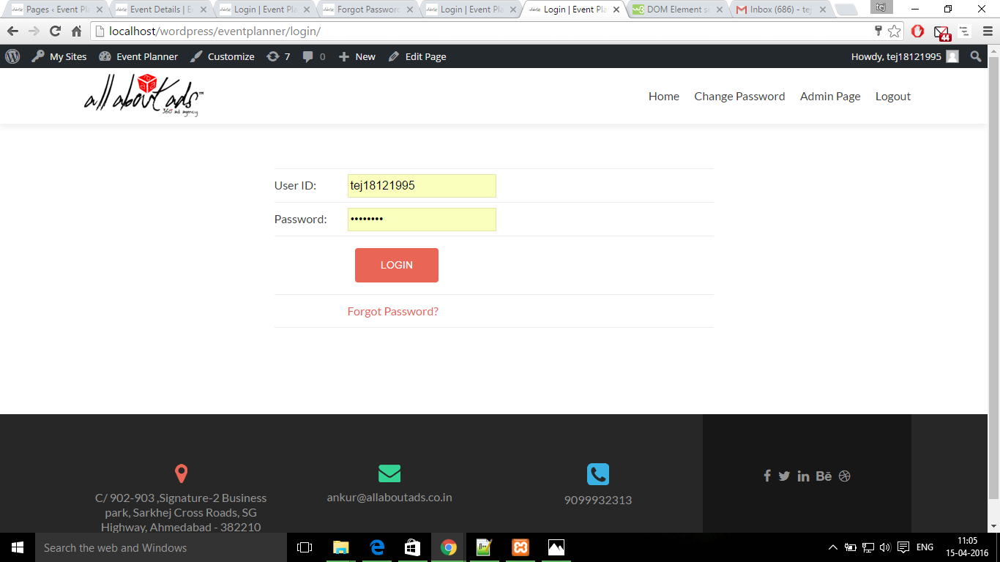 tej
Pages ‹ Event Pla
Event Details | E
Login | Event Pla
Forgot Password
Login | Event Pla
Login | Event Pla
DOM Element se
Inbox (686) - tej
localhost/wordpress/eventplanner/login/
44
My Sites
Event Planner
Customize
7
0
New
Edit Page
Howdy, tej18121995
all about ads™
360° ad agency
Home
Change Password
Admin Page
Logout
User ID:
tej18121995
Password:
••••••••
LOGIN
Forgot Password?
C/ 902-903 ,Signature-2 Business
park, Sarkhej Cross Roads, SG
Highway, Ahmedabad - 382210
ankur@allaboutads.co.in
9099932313
Search the web and Windows
ENG
11:05
15-04-2016